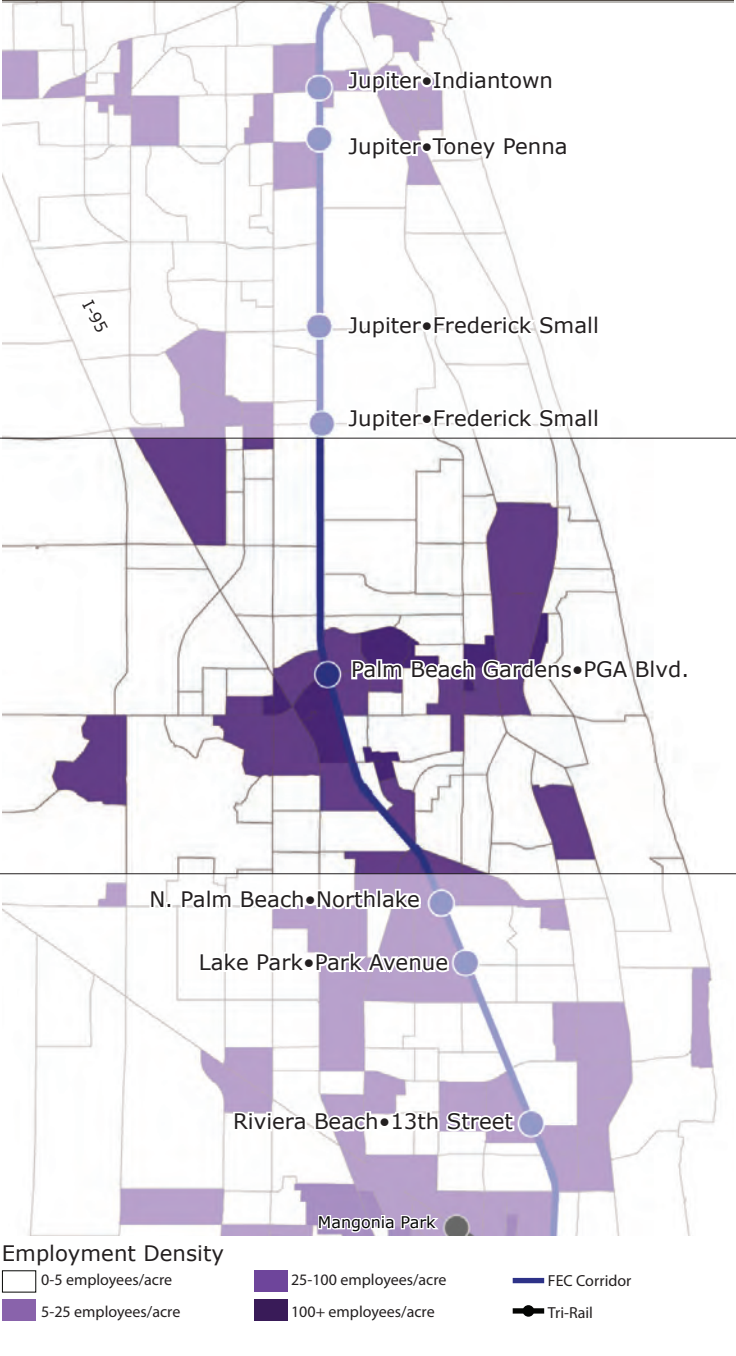 Jupiter•Indiantown
Jupiter•Toney Penna
I-95
Jupiter•Frederick Small
Jupiter•Frederick Small
Palm Beach Gardens•PGA Blvd.
N. Palm Beach•Northlake
Lake Park•Park Avenue
Riviera Beach•13th Street
Mangonia Park
Employment Density
0-5 employees/acre
25-100 employees/acre
FEC Corridor
5-25 employees/acre
100+ employees/acre
Tri-Rail